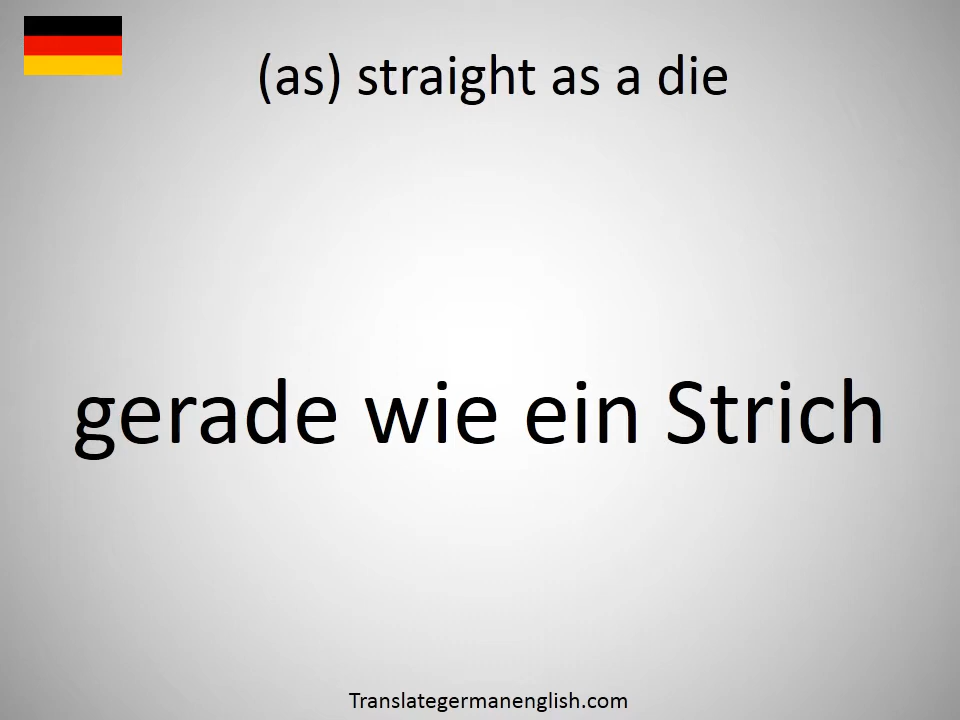 (as) straight as a die
gerade wie ein Strich
Translategermanenglish.com